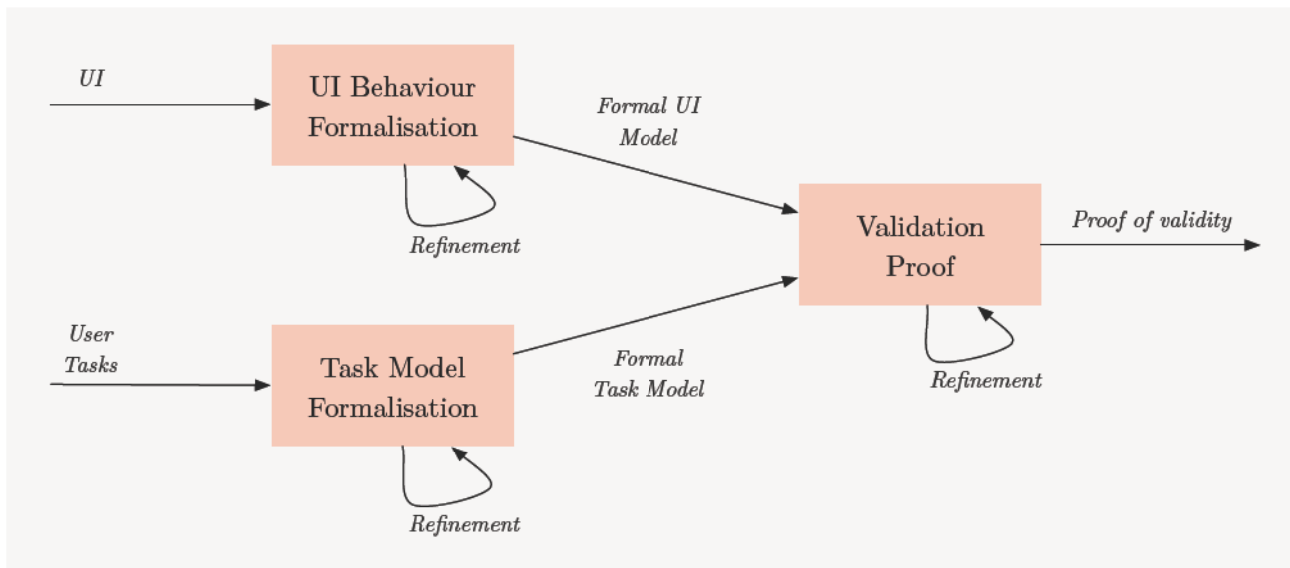 UI
UI Behaviour
Formalisation
Refinement
Formal UI
Model
User
Tasks
Task Model
Formalisation
Refinement
Formal
Task Model
Validation
Proof
Refinement
Proof of validity